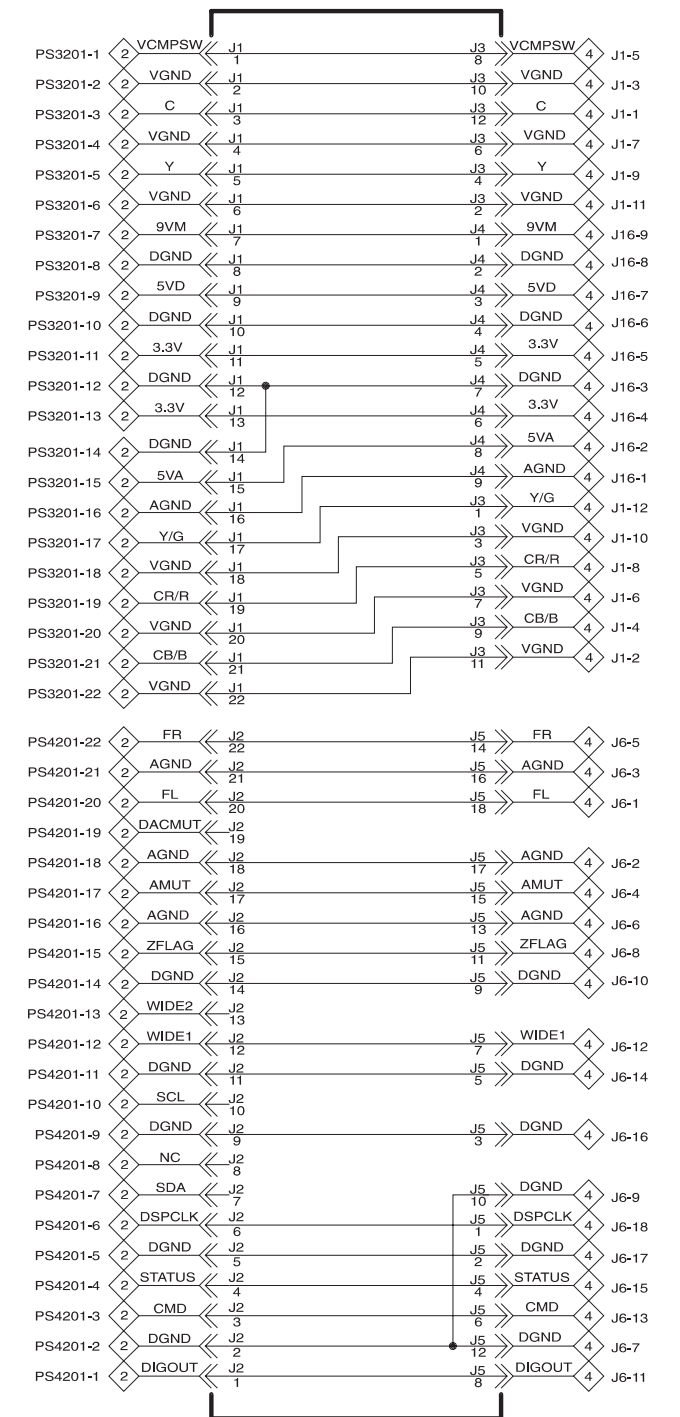 PS3201-1 2 VCMPSW J1 1 J3 8 VCMPSW 4 J1-5
PS3201-2 2 VGND J1 2 J3 10 VGND 4 J1-3
PS3201-3 2 C J1 3 J3 12 C 4 J1-1
PS3201-4 2 VGND J1 4 J3 6 VGND 4 J1-7
PS3201-5 2 Y J1 5 J3 4 Y 4 J1-9
PS3201-6 2 VGND J1 6 J3 2 VGND 4 J1-11
PS3201-7 2 9VM J1 7 J4 1 9VM 4 J16-9
PS3201-8 2 DGND J1 8 J4 2 DGND 4 J16-8
PS3201-9 2 5VD J1 9 J4 3 5VD 4 J16-7
PS3201-10 2 DGND J1 10 J4 4 DGND 4 J16-6
PS3201-11 2 3.3V J1 11 J4 5 3.3V 4 J16-5
PS3201-12 2 DGND J1 12 J4 7 DGND 4 J16-3
PS3201-13 2 3.3V J1 13 J4 6 3.3V 4 J16-4
PS3201-14 2 DGND J1 14 J4 8 5VA 4 J16-2
PS3201-15 2 5VA J1 15 J4 9 AGND 4 J16-1
PS3201-16 2 AGND J1 16 J3 1 Y/G 4 J1-12
PS3201-17 2 Y/G J1 17 J3 3 VGND 4 J1-10
PS3201-18 2 VGND J1 18 J3 5 CR/R 4 J1-8
PS3201-19 2 CR/R J1 19 J3 7 VGND 4 J1-6
PS3201-20 2 VGND J1 20 J3 9 CB/B 4 J1-4
PS3201-21 2 CB/B J1 21 J3 11 VGND 4 J1-2
PS3201-22 2 VGND J1 22
PS4201-22 2 FR J2 22 J5 14 FR 4 J6-5
PS4201-21 2 AGND J2 21 J5 16 AGND 4 J6-3
PS4201-20 2 FL J2 20 J5 18 FL 4 J6-1
PS4201-19 2 DACMUT J2 19
PS4201-18 2 AGND J2 18 J5 17 AGND 4 J6-2
PS4201-17 2 AMUT J2 17 J5 15 AMUT 4 J6-4
PS4201-16 2 AGND J2 16 J5 13 AGND 4 J6-6
PS4201-15 2 ZFLAG J2 15 J5 11 ZFLAG 4 J6-8
PS4201-14 2 DGND J2 14 J5 9 DGND 4 J6-10
PS4201-13 2 WIDE2 J2 13
PS4201-12 2 WIDE1 J2 12 J5 7 WIDE1 4 J6-12
PS4201-11 2 DGND J2 11 J5 5 DGND 4 J6-14
PS4201-10 2 SCL J2 10
PS4201-9 2 DGND J2 9 J5 3 DGND 4 J6-16
PS4201-8 2 NC J2 8
PS4201-7 2 SDA J2 7 J5 10 DGND 4 J6-9
PS4201-6 2 DSPCLK J2 6 J5 1 DSPCLK 4 J6-18
PS4201-5 2 DGND J2 5 J5 2 DGND 4 J6-17
PS4201-4 2 STATUS J2 4 J5 4 STATUS 4 J6-15
PS4201-3 2 CMD J2 3 J5 6 CMD 4 J6-13
PS4201-2 2 DGND J2 2 J5 12 DGND 4 J6-7
PS4201-1 2 DIGOUT J2 1 J5 8 DIGOUT 4 J6-11